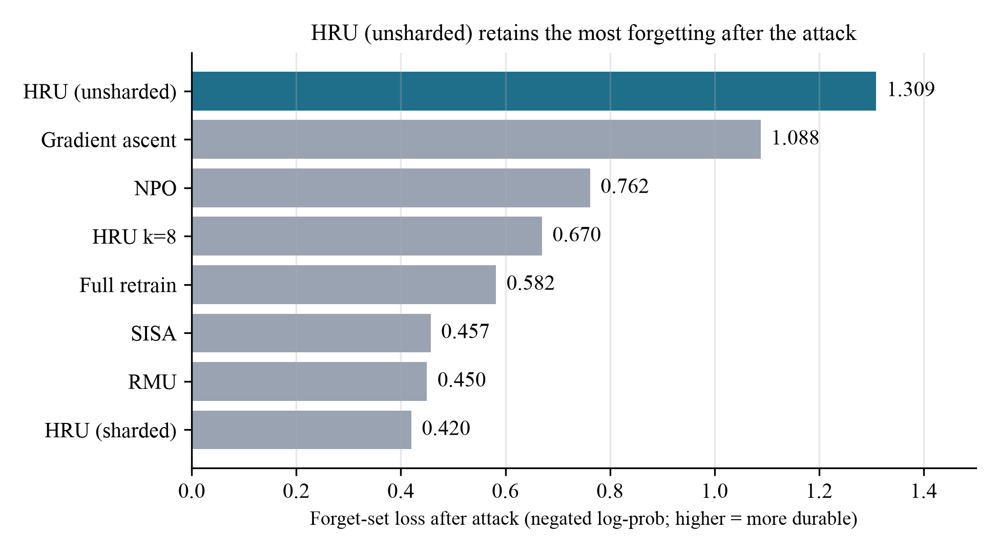 HRU (unsharded) retains the most forgetting after the attack
HRU (unsharded) 1.309
Gradient ascent 1.088
NPO 0.762
HRU k=8 0.670
Full retrain 0.582
SISA 0.457
RMU 0.450
HRU (sharded) 0.420
0.0 0.2 0.4 0.6 0.8 1.0 1.2 1.4
Forget-set loss after attack (negated log-prob; higher = more durable)